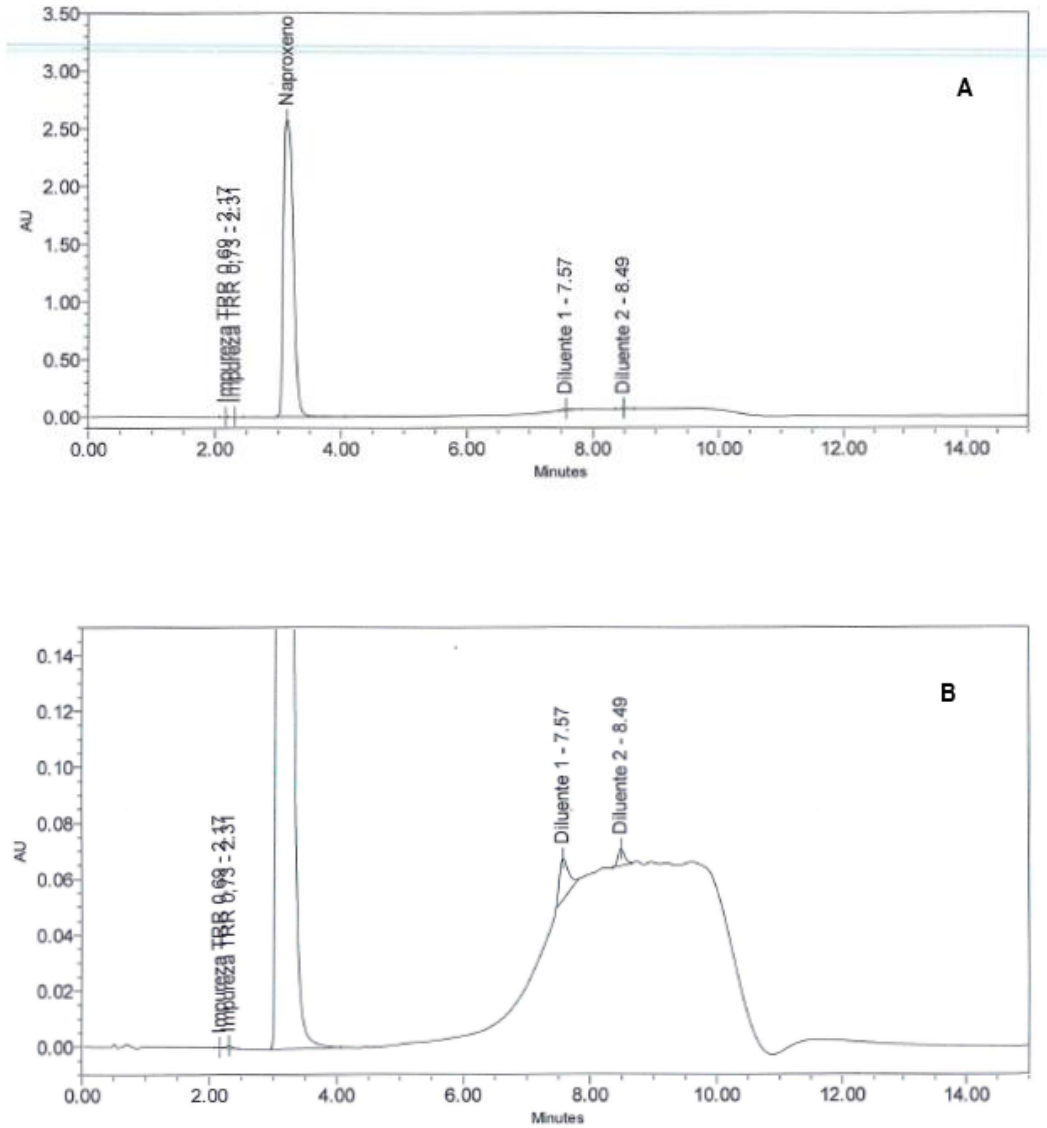 A
3.50
3.00
2.50
2.00
1.50
1.00
0.50
0.00
AU
Impureza TRR 0,69 - 2.17
Impureza TRR 0,73 - 2.31
Naproxeno
Diluente 1 - 7.57
Diluente 2 - 8.49
0.00 2.00 4.00 6.00 8.00 10.00 12.00 14.00
Minutes
B
0.14
0.12
0.10
0.08
0.06
0.04
0.02
0.00
AU
Impureza TRR 0,69 - 2.17
Impureza TRR 0,73 - 2.31
Diluente 1 - 7.57
Diluente 2 - 8.49
0.00 2.00 4.00 6.00 8.00 10.00 12.00 14.00
Minutes